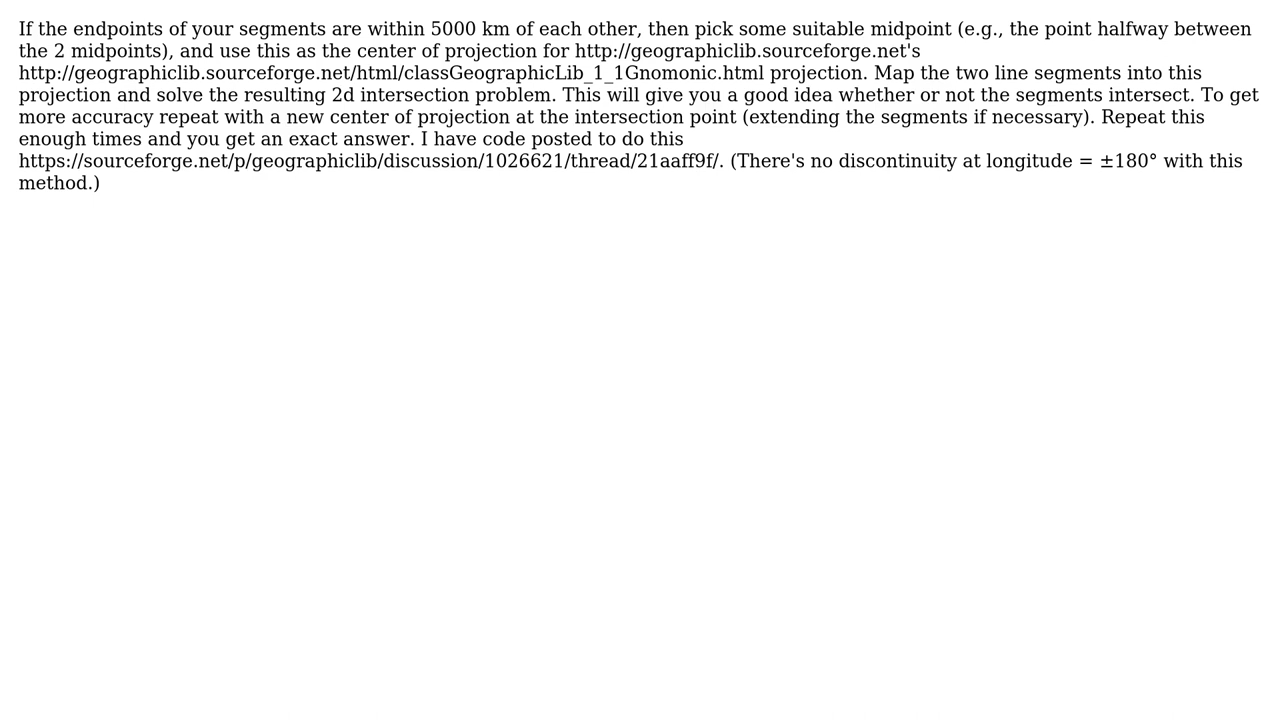 If the endpoints of your segments are within 5000 km of each other, then pick some suitable midpoint (e.g., the point halfway between
the 2 midpoints), and use this as the center of projection for http://geographiclib.sourceforge.net's
http://geographiclib.sourceforge.net/html/classGeographicLib_1_1Gnomonic.html projection. Map the two line segments into this
projection and solve the resulting 2d intersection problem. This will give you a good idea whether or not the segments intersect. To get
more accuracy repeat with a new center of projection at the intersection point (extending the segments if necessary). Repeat this
enough times and you get an exact answer. I have code posted to do this
https://sourceforge.net/p/geographiclib/discussion/1026621/thread/21aaff9f/. (There's no discontinuity at longitude = ±180° with this
method.)